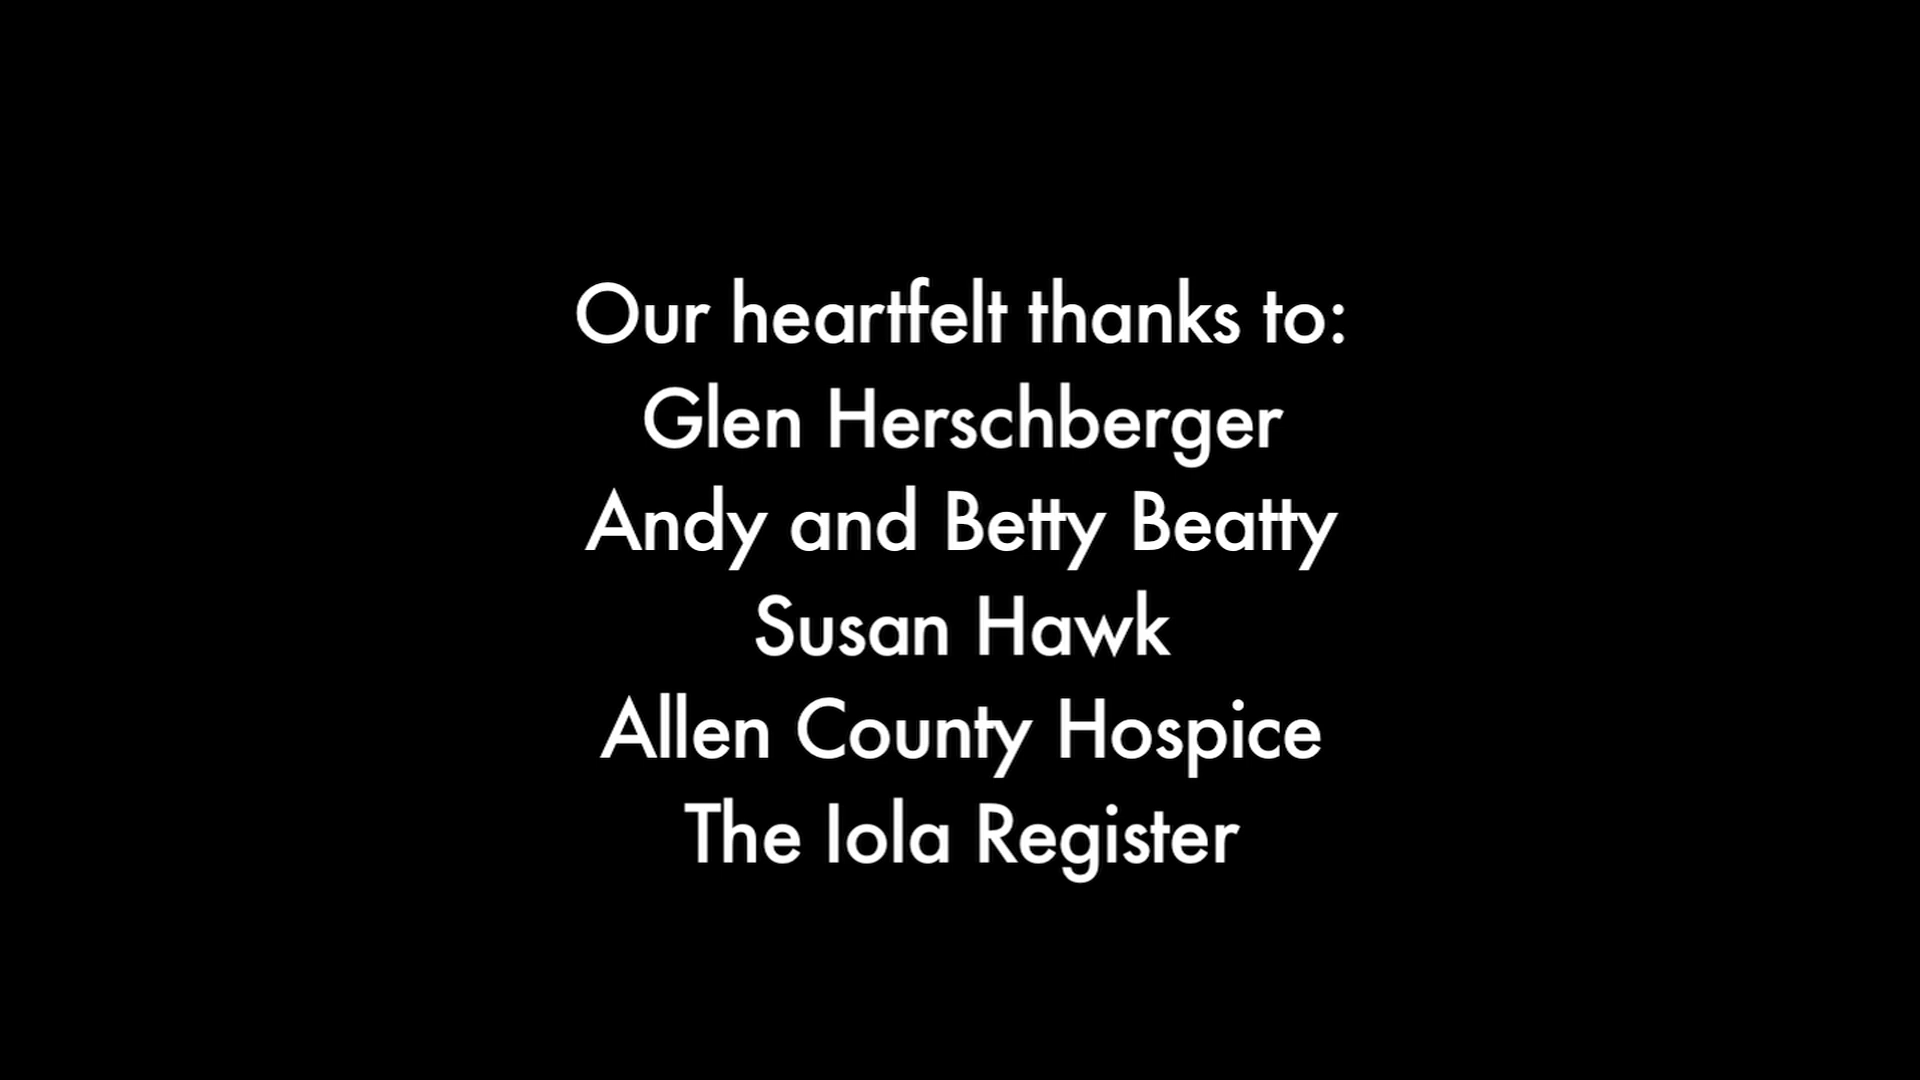 Our heartfelt thanks to:
Glen Herschberger
Andy and Betty Beatty
Susan Hawk
Allen County Hospice
The Iola Register